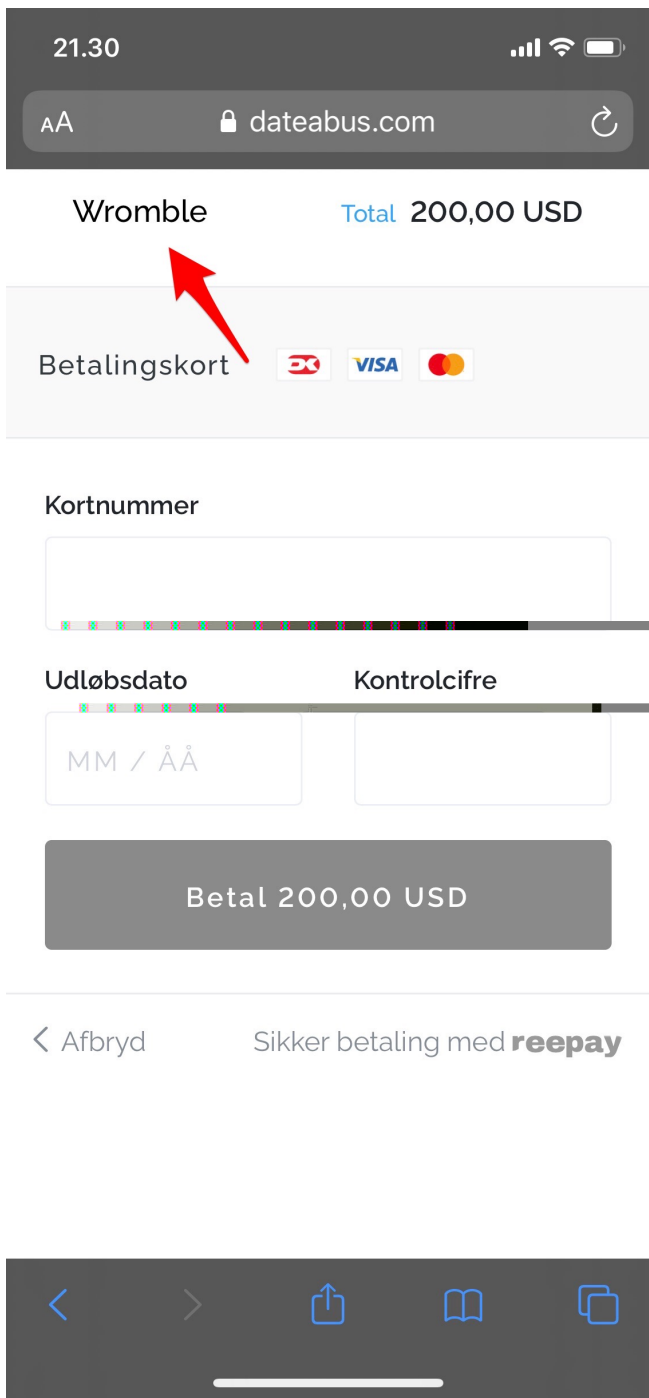 21.30
AA dateabus.com
Wromble Total 200,00 USD
Betalingskort VISA
Kortnummer
Udløbsdato Kontrolcifre
MM / ÅÅ
Betal 200,00 USD
Afbryd Sikker betaling med reepay